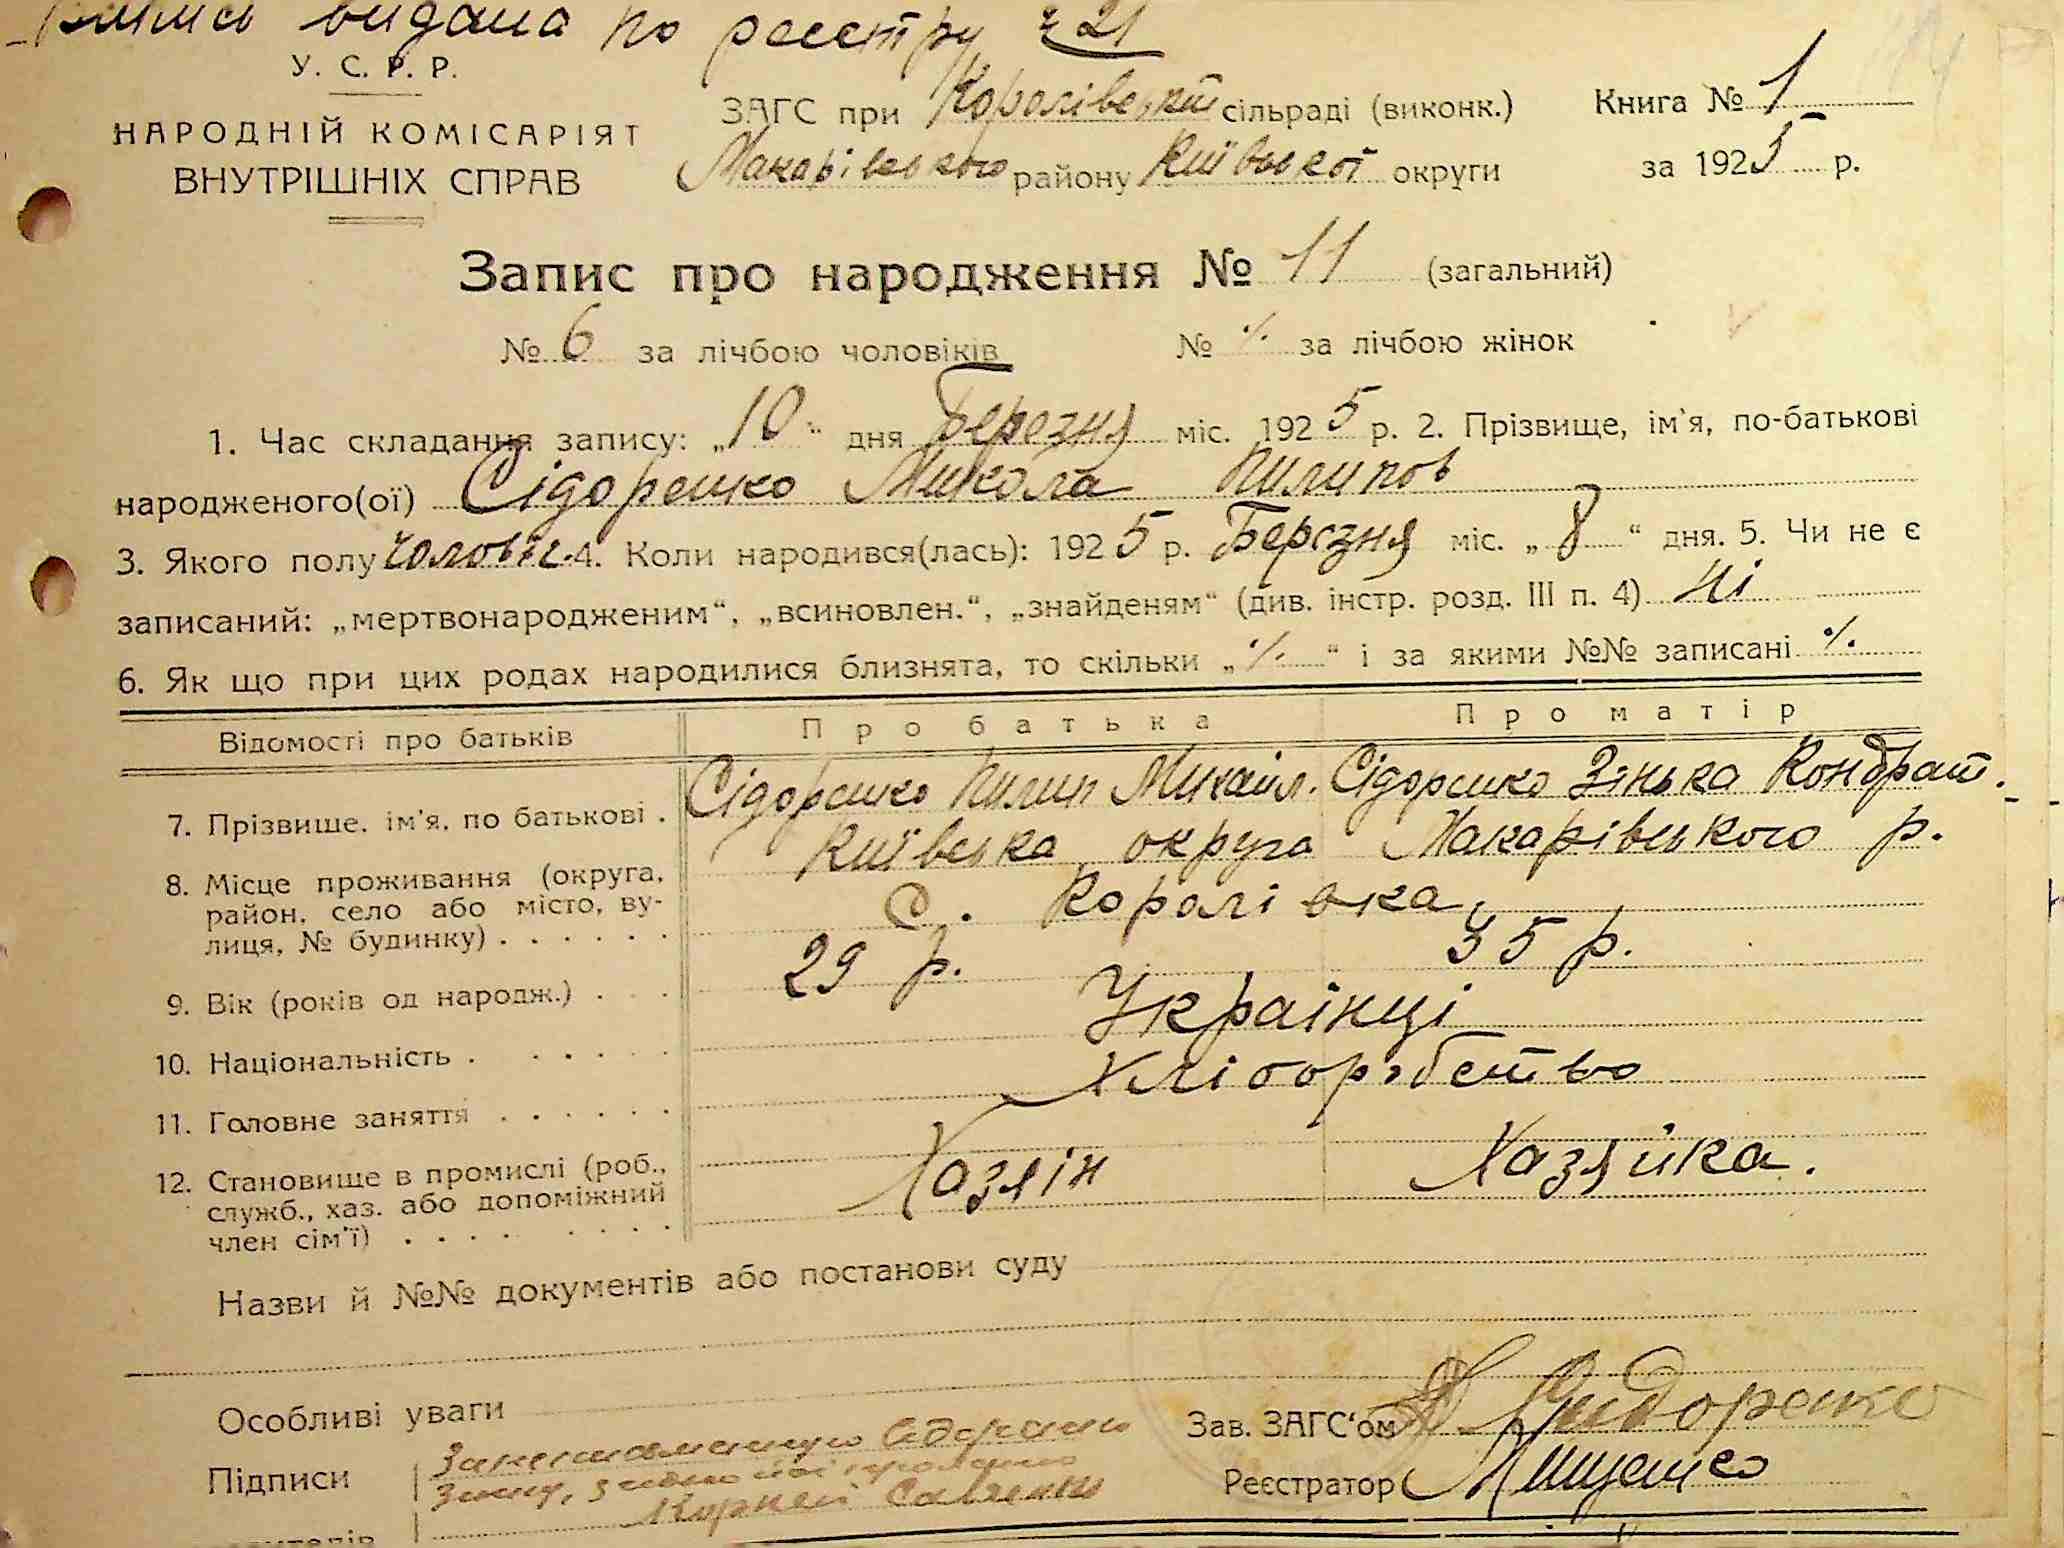 видана по реєстру № 21
У. С. Р. Р.
НАРОДНІЙ КОМІСАРІЯТ
ВНУТРІШНІХ СПРАВ
ЗАГС при Королівській сільраді (виконк.)
Макарівського району Київської округи
Книга № 1
за 1925 р.
Запис про народження № 11 (загальний)
№ 6 за лічбою чоловіків № ٪ за лічбою жінок
1. Час складання запису: „10“ дня Березня міс. 1925 р. 2. Прізвище, ім'я, по-батькові
народженого(ої) Сідоренко Микола Пилипов
3. Якого полу чоловіч. 4. Коли народився(лась): 1925 р. Березня міс. „8“ дня. 5. Чи не є
записаний: „мертвонародженим“, „всиновлен.“, „знайденям“ (див. інстр. розд. III п. 4) ні
6. Як що при цих родах народилися близнята, то скільки „٪“ і за якими №№ записані ٪
Відомості про батьків Про батька Про матір
7. Прізвище, ім'я, по батькові . Сідоренко Пилип Михайл. Сідоренко Зінька Кондрат.
8. Місце проживання (округа, Київська округа Макарівського р.
район, село або місто, ву- с. Королівка,
лиця, № будинку) . . . . . .
9. Вік (років од народж.) . . . 29 р. 35 р.
10. Національність . . . . . . Українці
11. Головне заняття . . . . . . Хліборобство
12. Становище в промислі (роб., Хазяін Хазяйка.
служб., хаз. або допоміжний
член сім'ї) . . . . . . . . .
Назви й №№ документів або постанови суду
Особливі уваги
Зав. ЗАГС'ом Сидоренко
Підписи
Реєстратор Мищенко
Корней